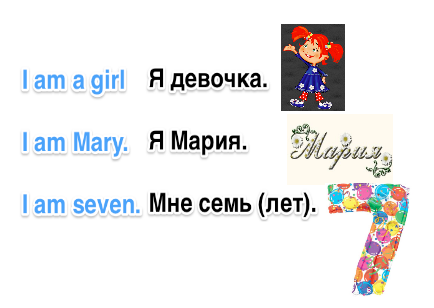 I am a girl Я девочка.
I am Mary. Я Мария. Мария
I am seven. Мне семь (лет). 7